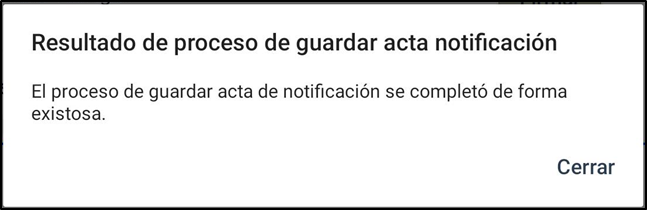 Resultado de proceso de guardar acta notificación
El proceso de guardar acta de notificación se completó de forma
existosa.
Cerrar